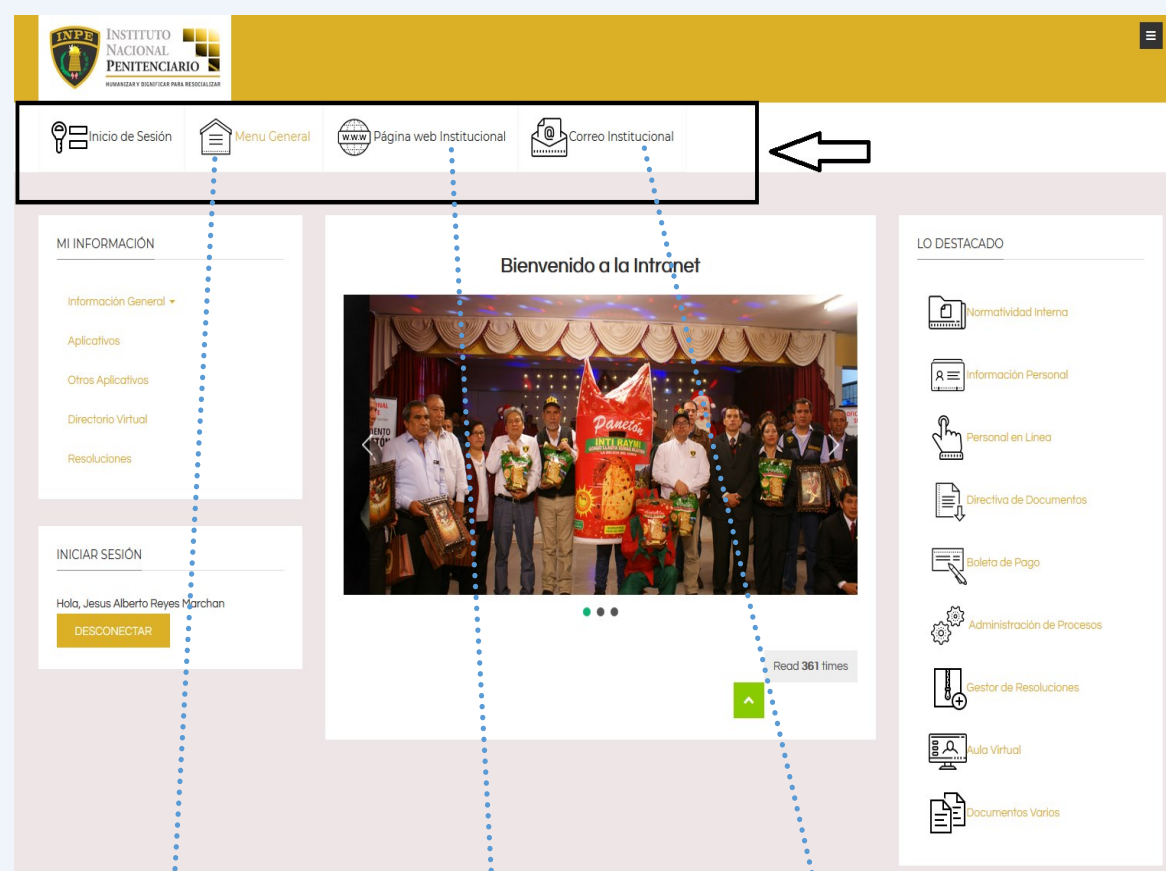 INPE
INSTITUTO
NACIONAL
PENITENCIARIO
HUMANIZAR Y DIGNIFICAR PARA RESOCIALIZAR
Inicio de Sesión
Menu General
www
Página web Institucional
@
Correo Institucional
MI INFORMACIÓN
Información General
Aplicativos
Otros Aplicativos
Directorio Virtual
Resoluciones
INICIAR SESIÓN
Hola, Jesus Alberto Reyes Marchan
DESCONECTAR
Bienvenido a la Intranet
Panetón
INTI RAYMI
Read 361 times
LO DESTACADO
Normatividad Interna
Información Personal
Personal en Linea
Directiva de Documentos
Boleta de Pago
Administración de Procesos
Gestor de Resoluciones
Aula Virtual
Documentos Varios